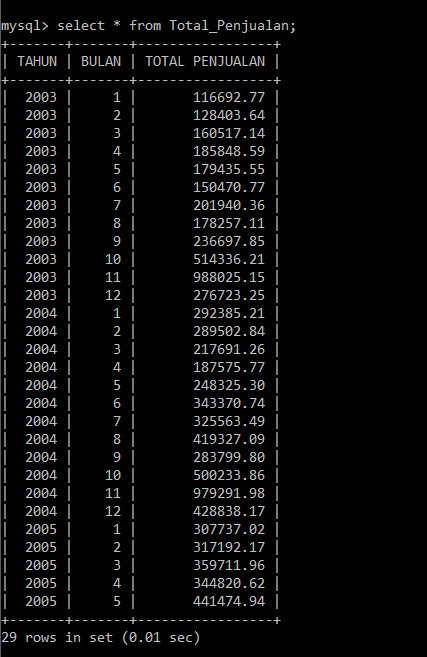 mysql> select * from Total_Penjualan;
+-------+-------+-----------------+
| TAHUN | BULAN | TOTAL PENJUALAN |
+-------+-------+-----------------+
|  2003 |     1 |       116692.77 |
|  2003 |     2 |       128403.64 |
|  2003 |     3 |       160517.14 |
|  2003 |     4 |       185848.59 |
|  2003 |     5 |       179435.55 |
|  2003 |     6 |       150470.77 |
|  2003 |     7 |       201940.36 |
|  2003 |     8 |       178257.11 |
|  2003 |     9 |       236697.85 |
|  2003 |    10 |       514336.21 |
|  2003 |    11 |       988025.15 |
|  2003 |    12 |       276723.25 |
|  2004 |     1 |       292385.21 |
|  2004 |     2 |       289502.84 |
|  2004 |     3 |       217691.26 |
|  2004 |     4 |       187575.77 |
|  2004 |     5 |       248325.30 |
|  2004 |     6 |       343370.74 |
|  2004 |     7 |       325563.49 |
|  2004 |     8 |       419327.09 |
|  2004 |     9 |       283799.80 |
|  2004 |    10 |       500233.86 |
|  2004 |    11 |       979291.98 |
|  2004 |    12 |       428838.17 |
|  2005 |     1 |       307737.02 |
|  2005 |     2 |       317192.17 |
|  2005 |     3 |       359711.96 |
|  2005 |     4 |       344820.62 |
|  2005 |     5 |       441474.94 |
+-------+-------+-----------------+
29 rows in set (0.01 sec)